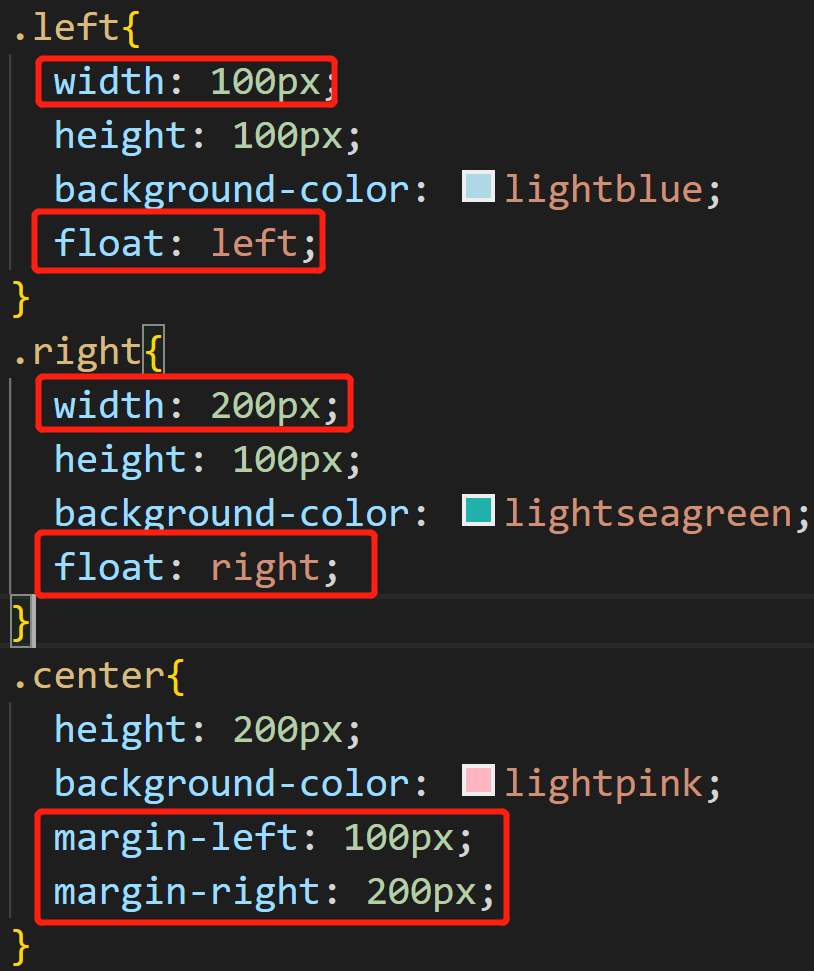 .left{
width: 100px;
height: 100px;
background-color: lightblue;
float: left;
}
.right{
width: 200px;
height: 100px;
background-color: lightseagreen;
float: right;
}
.center{
height: 200px;
background-color: lightpink;
margin-left: 100px;
margin-right: 200px;
}